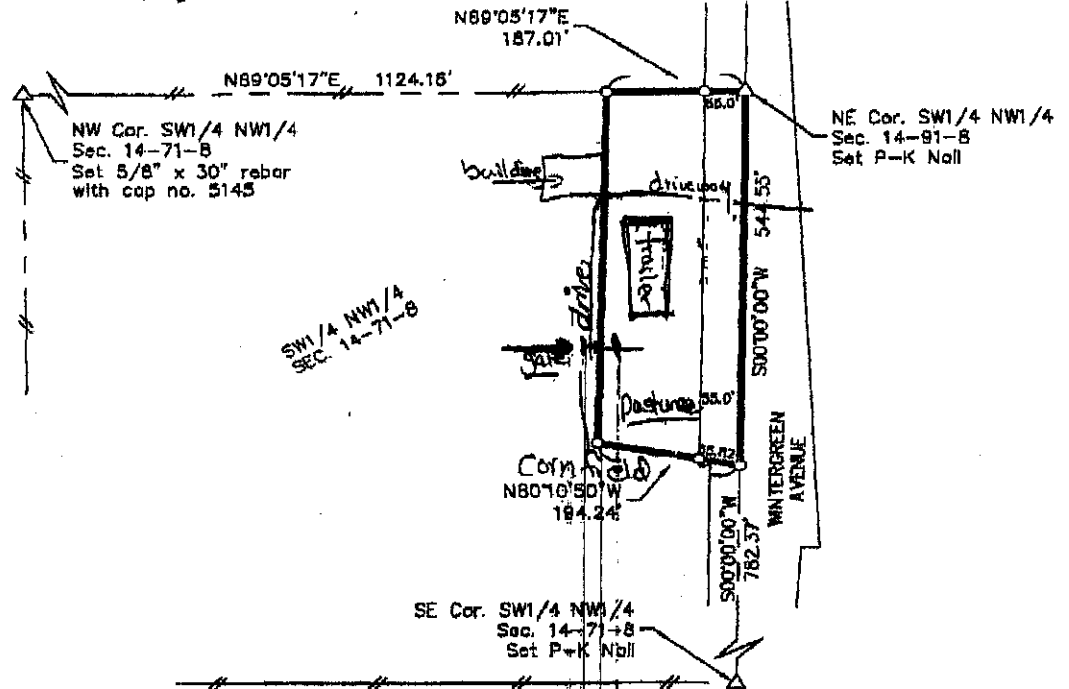 N89°05'17"E
187.01'
N89°05'17"E 1124.16'
NW Cor. SW1/4 NW1/4
Sec. 14-71-8
Set 5/8" x 30" rebar
with cap no. 5145
55.0'
NE Cor. SW1/4 NW1/4
Sec. 14-91-8
Set P-K Nail
building
driveway
544.55'
trailer
drive
SW1/4 NW1/4
SEC. 14-71-8
S00°00'00"W
gate
Pasture
55.0'
55.82
Corn field
N80°10'50"W
194.24'
WINTERGREEN
AVENUE
S00°00'00"W
782.37'
SE Cor. SW1/4 NW1/4
Sec. 14-71-8
Set P-K Nail